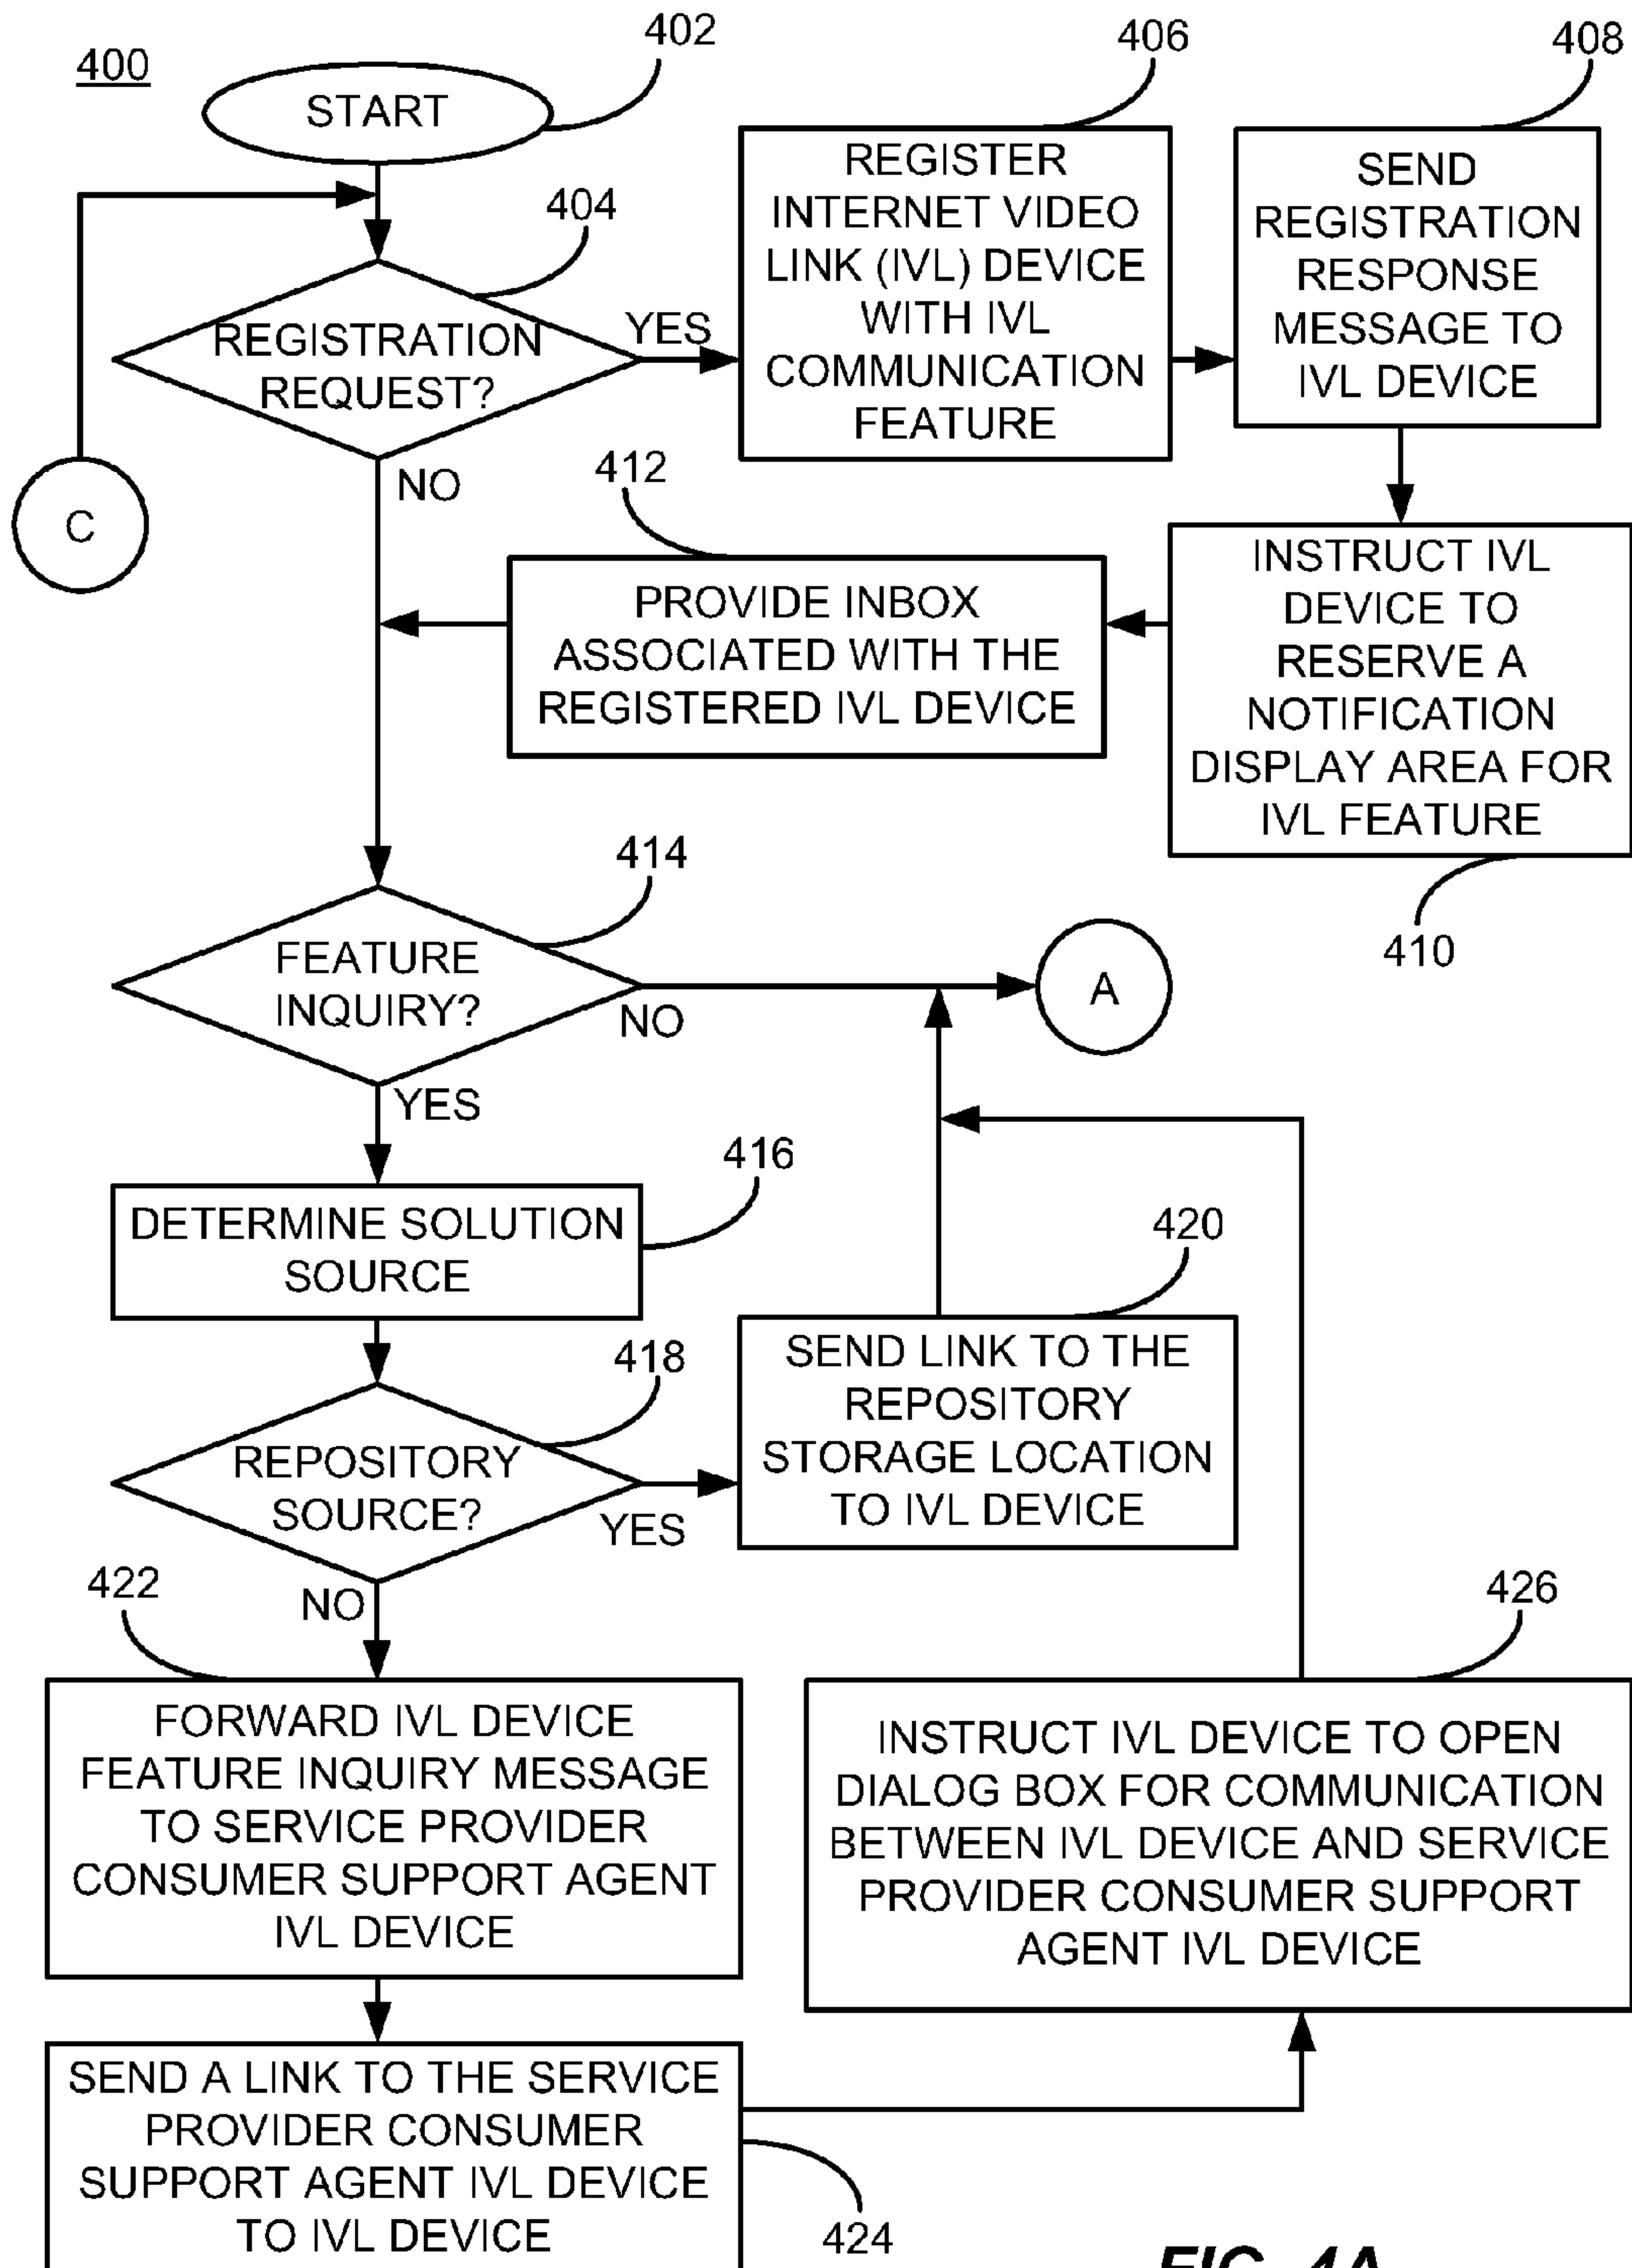 400
402
START
404
REGISTRATION
REQUEST?
YES
NO
406
REGISTER
INTERNET VIDEO
LINK (IVL) DEVICE
WITH IVL
COMMUNICATION
FEATURE
408
SEND
REGISTRATION
RESPONSE
MESSAGE TO
IVL DEVICE
C
412
PROVIDE INBOX
ASSOCIATED WITH THE
REGISTERED IVL DEVICE
INSTRUCT IVL
DEVICE TO
RESERVE A
NOTIFICATION
DISPLAY AREA FOR
IVL FEATURE
410
414
FEATURE
INQUIRY?
NO
A
YES
416
DETERMINE SOLUTION
SOURCE
418
REPOSITORY
SOURCE?
YES
NO
420
SEND LINK TO THE
REPOSITORY
STORAGE LOCATION
TO IVL DEVICE
422
FORWARD IVL DEVICE
FEATURE INQUIRY MESSAGE
TO SERVICE PROVIDER
CONSUMER SUPPORT AGENT
IVL DEVICE
426
INSTRUCT IVL DEVICE TO OPEN
DIALOG BOX FOR COMMUNICATION
BETWEEN IVL DEVICE AND SERVICE
PROVIDER CONSUMER SUPPORT
AGENT IVL DEVICE
SEND A LINK TO THE SERVICE
PROVIDER CONSUMER
SUPPORT AGENT IVL DEVICE
TO IVL DEVICE
424
FIG. 4A